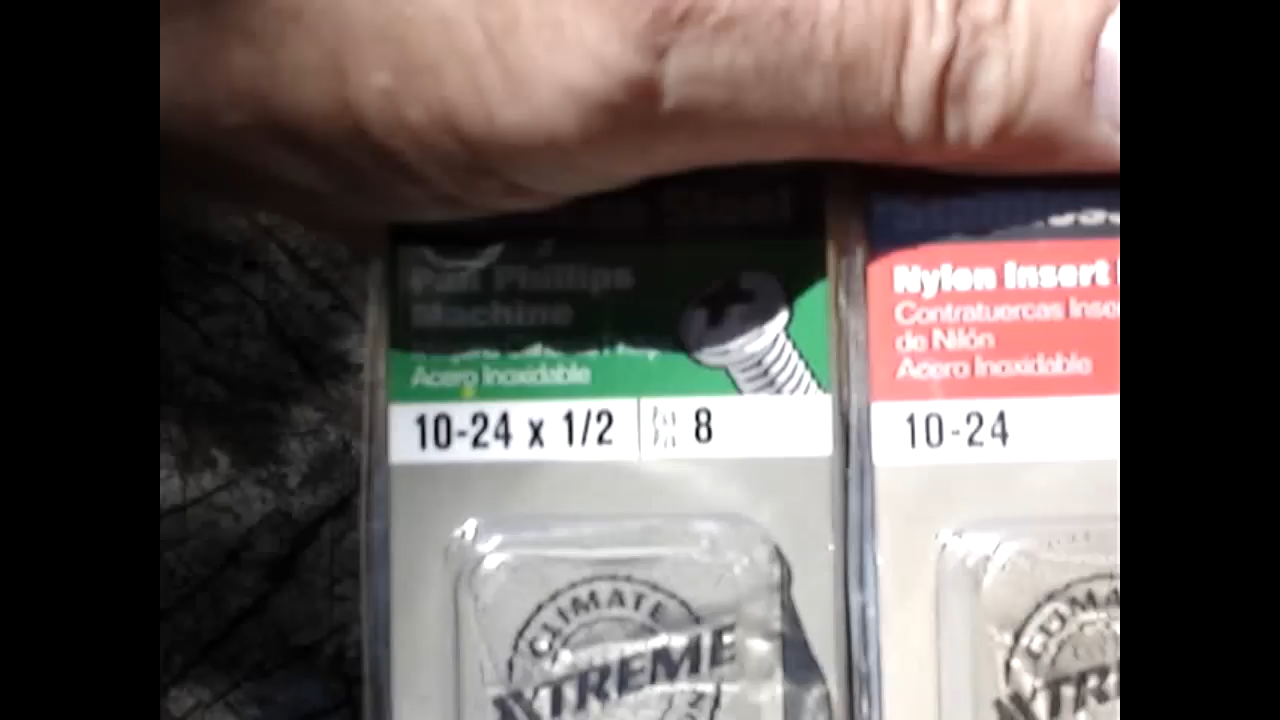 Steel
Pan Phillips
Machine
Acero Inoxidable
10-24 x 1/2
8
CLIMATE
XTREME
Nylon Insert
Contratuercas
de Nilón
Acero Inoxidable
10-24